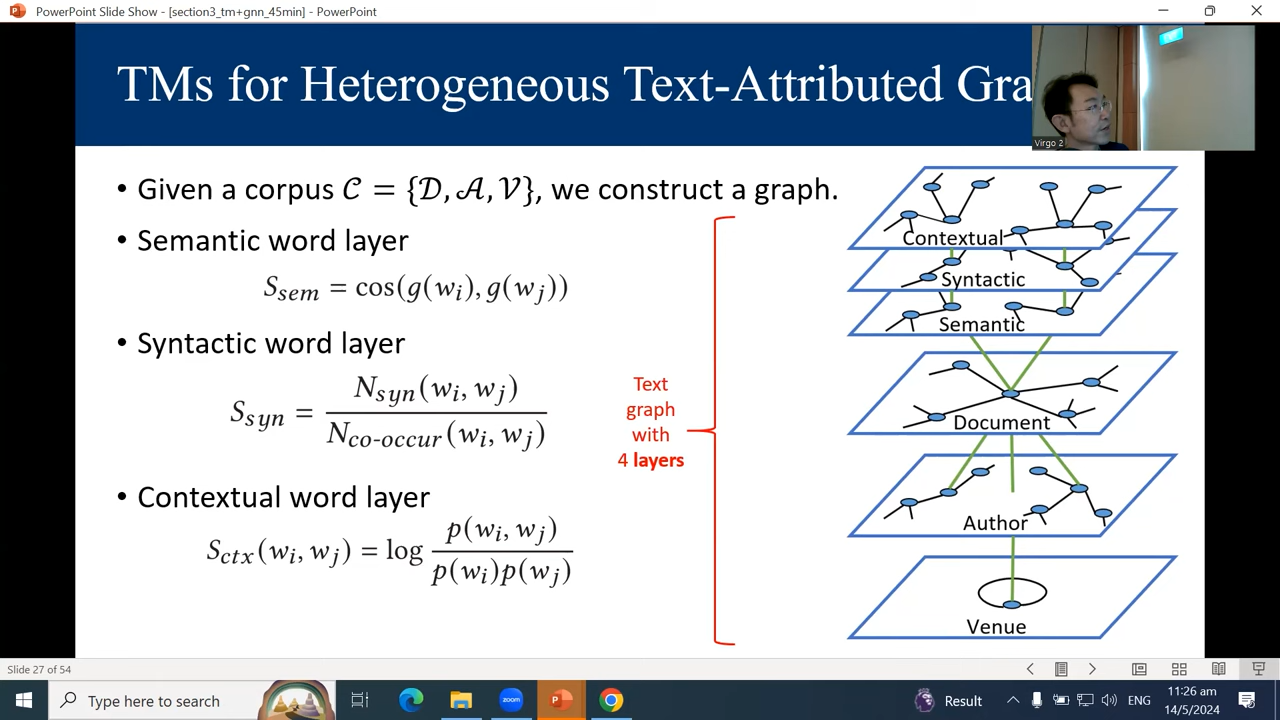 PowerPoint Slide Show - [section3_tm+gnn_45min] - PowerPoint
TMs for Heterogeneous Text-Attributed Gra
Virgo 2
• Given a corpus 𝒞 = {𝒟, 𝒜, 𝒱}, we construct a graph.
• Semantic word layer
S_sem = cos(g(w_i), g(w_j))
• Syntactic word layer
S_syn = N_syn(w_i, w_j) / N_co-occur(w_i, w_j)
• Contextual word layer
S_ctx(w_i, w_j) = log p(w_i, w_j) / p(w_i)p(w_j)
Text
graph
with
4 layers
Contextual
Syntactic
Semantic
Document
Author
Venue
Slide 27 of 54
Type here to search
zoom
Result
ENG
11:26 am
14/5/2024